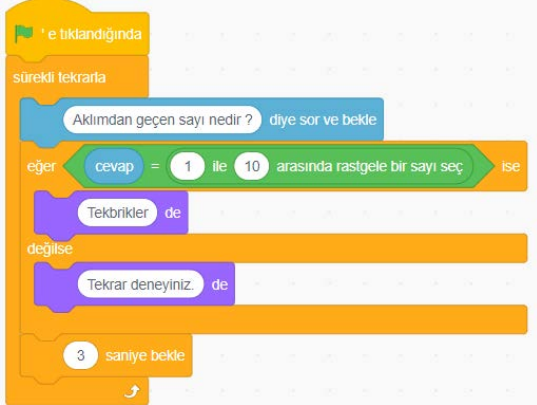 ' e tıklandığında
sürekli tekrarla
Aklımdan geçen sayı nedir ? diye sor ve bekle
eğer cevap = 1 ile 10 arasında rastgele bir sayı seç ise
Tekbrikler de
değilse
Tekrar deneyiniz. de
3 saniye bekle